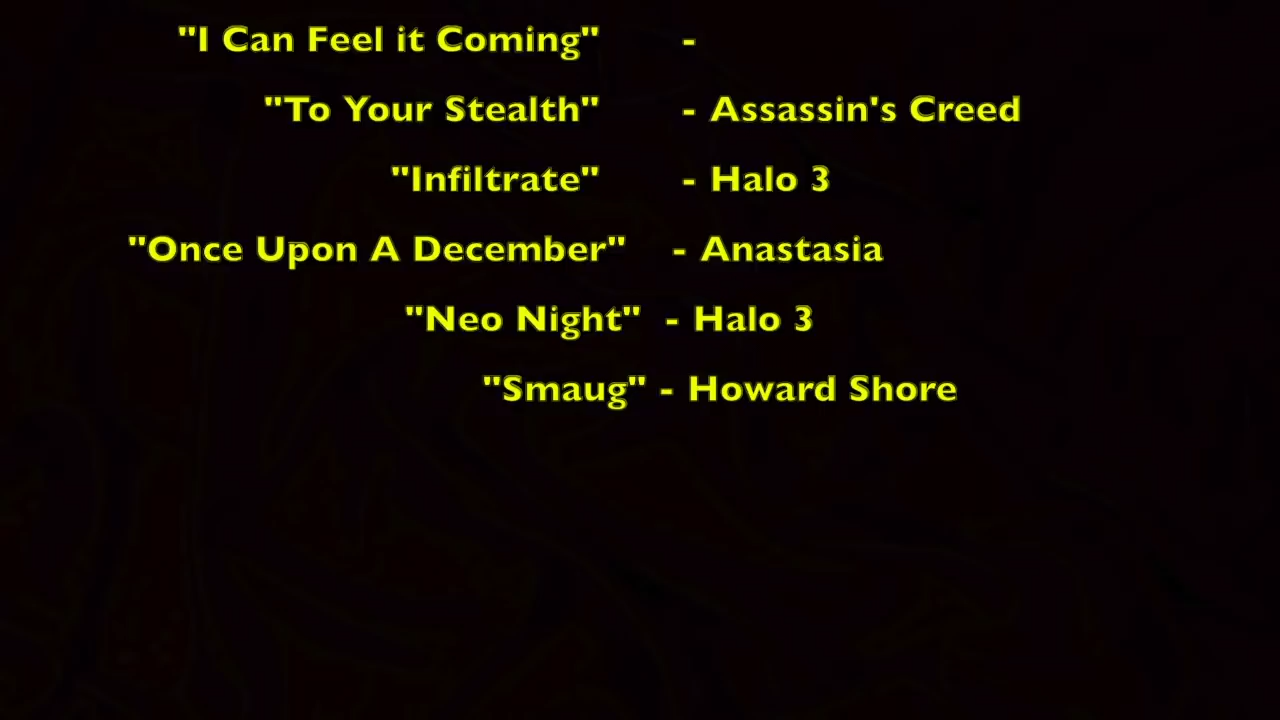 "I Can Feel it Coming" -
"To Your Stealth" - Assassin's Creed
"Infiltrate" - Halo 3
"Once Upon A December" - Anastasia
"Neo Night" - Halo 3
"Smaug" - Howard Shore